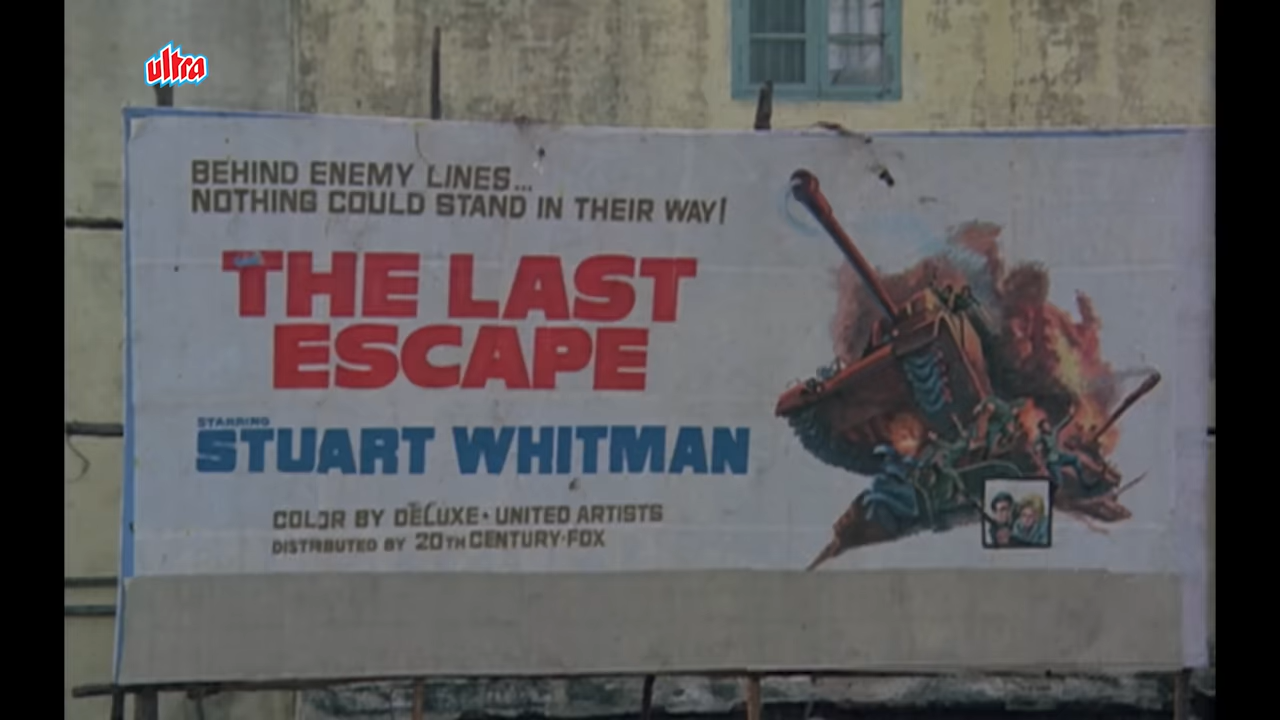 ultra
BEHIND ENEMY LINES...
NOTHING COULD STAND IN THEIR WAY!
THE LAST
ESCAPE
STARRING
STUART WHITMAN
COLOR BY DELUXE · UNITED ARTISTS
DISTRIBUTED BY 20TH CENTURY-FOX